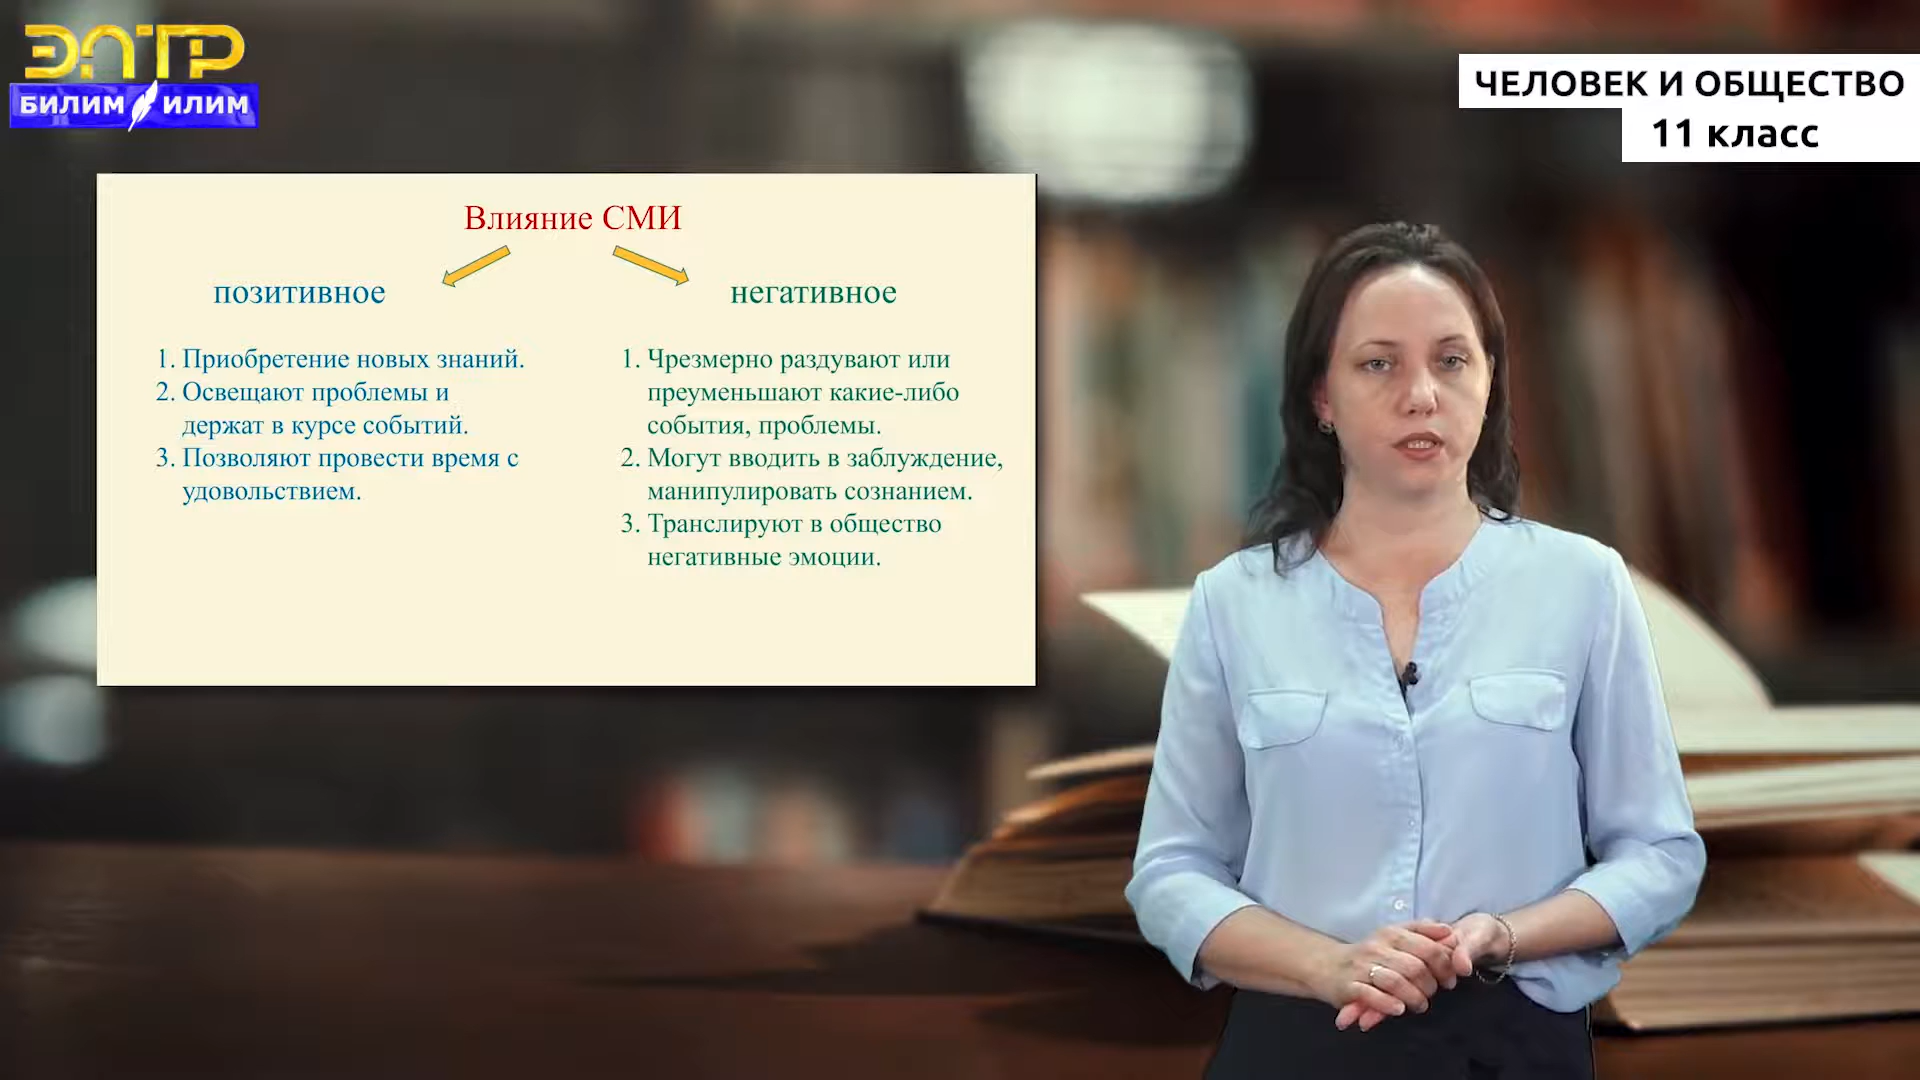 ЭЛТР
БИЛИМ ИЛИМ
ЧЕЛОВЕК И ОБЩЕСТВО
11 класс
Влияние СМИ
позитивное
1. Приобретение новых знаний.
2. Освещают проблемы и
держат в курсе событий.
3. Позволяют провести время с
удовольствием.
негативное
1. Чрезмерно раздувают или
преуменьшают какие-либо
события, проблемы.
2. Могут вводить в заблуждение,
манипулировать сознанием.
3. Транслируют в общество
негативные эмоции.